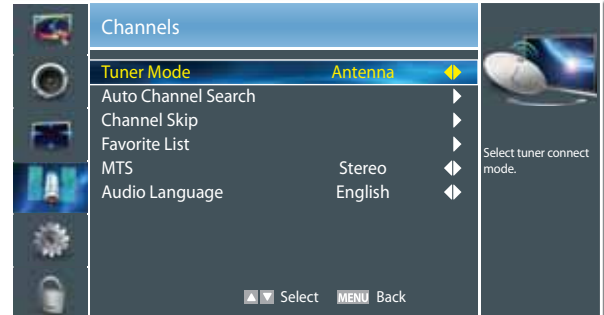 Channels
Tuner Mode Antenna
Auto Channel Search
Channel Skip
Favorite List
MTS Stereo
Audio Language English
Select tuner connect
mode.
Select MENU Back